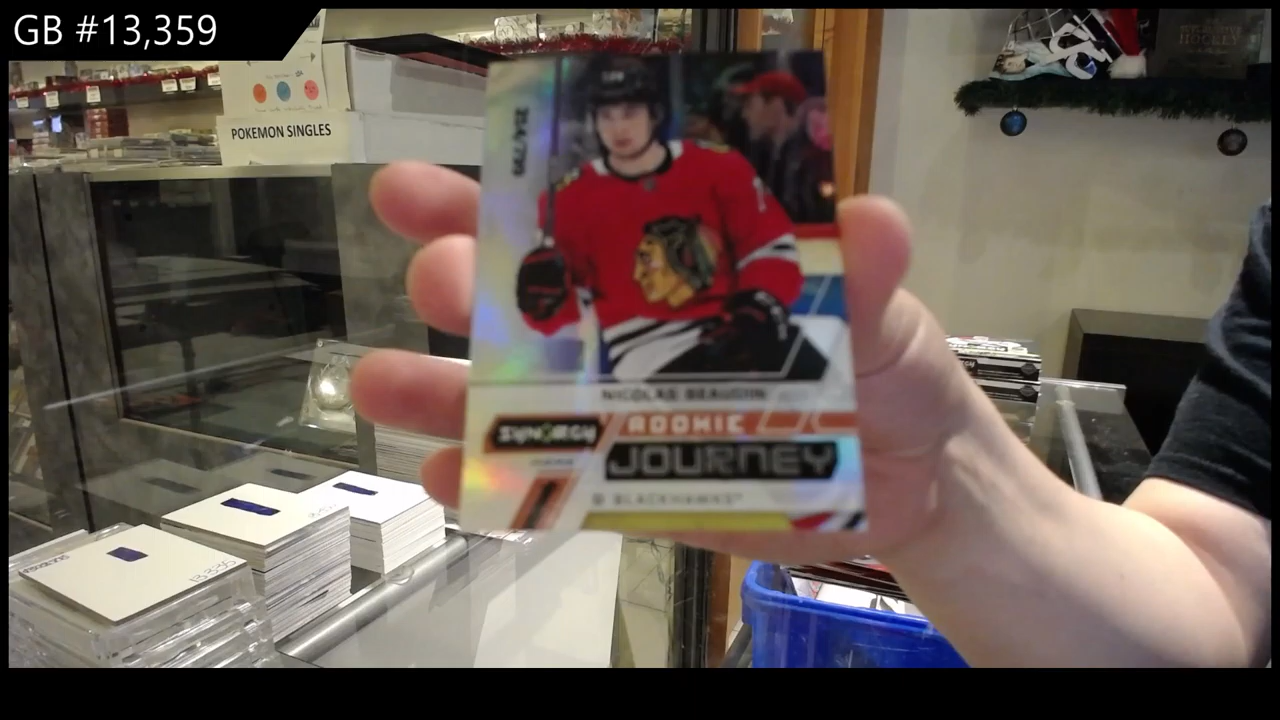 GB #13,359
POKEMON SINGLES
NICOLAS BEAUDIN
SYNERGY
ROOKIE
JOURNEY
D BLACKHAWKS